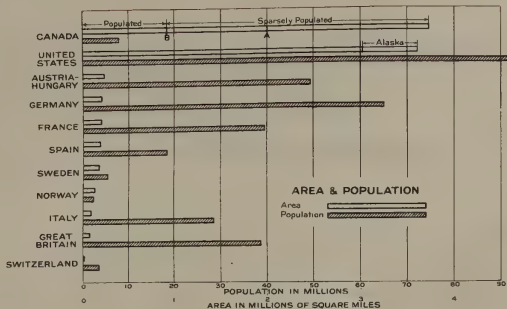 Populated
Sparsely Populated
CANADA
B
A
UNITED
STATES
Alaska
AUSTRIA-
HUNGARY
GERMANY
FRANCE
SPAIN
SWEDEN
NORWAY
ITALY
GREAT
BRITAIN
SWITZERLAND
AREA & POPULATION
Area
Population
0 10 20 30 40 50 60 70 80 90
POPULATION IN MILLIONS
0 1 2 3 4
AREA IN MILLIONS OF SQUARE MILES